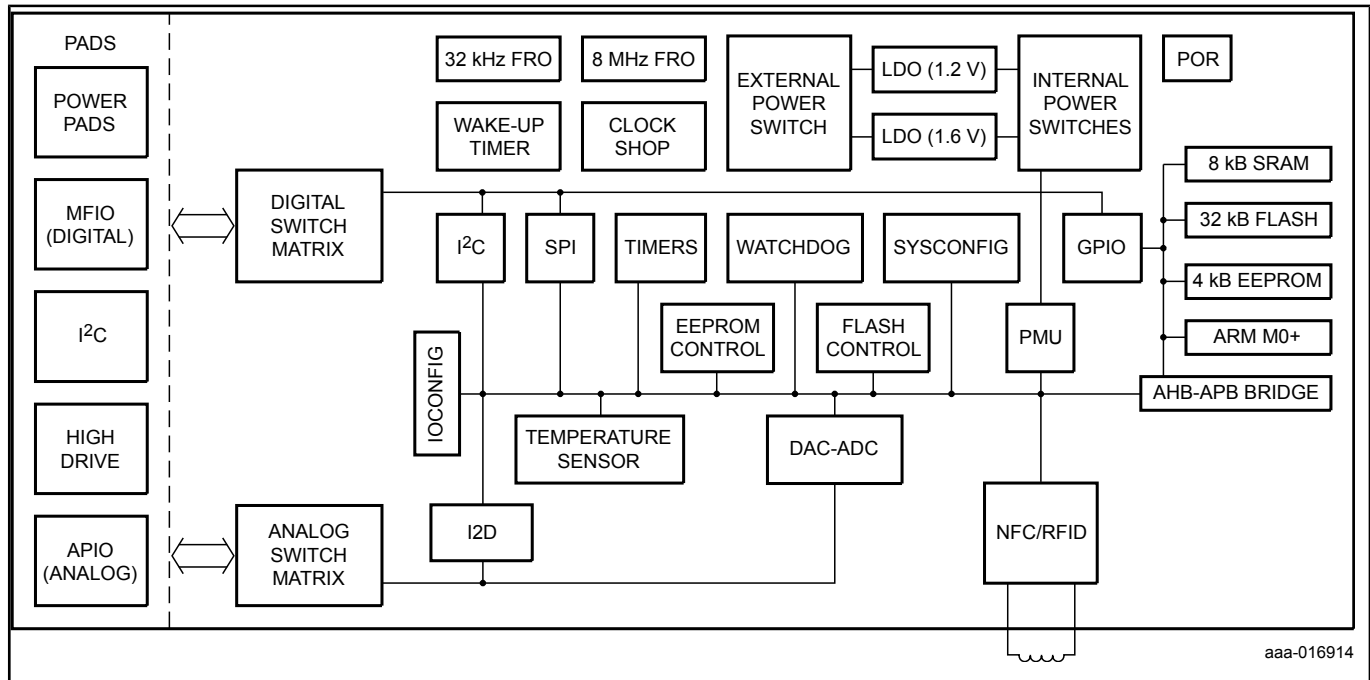 PADS
POWER
PADS
MFIO
(DIGITAL)
I²C
HIGH
DRIVE
APIO
(ANALOG)
DIGITAL
SWITCH
MATRIX
ANALOG
SWITCH
MATRIX
32 kHz FRO
8 MHz FRO
WAKE-UP
TIMER
CLOCK
SHOP
EXTERNAL
POWER
SWITCH
LDO (1.2 V)
LDO (1.6 V)
INTERNAL
POWER
SWITCHES
POR
I²C
SPI
TIMERS
WATCHDOG
SYSCONFIG
GPIO
8 kB SRAM
32 kB FLASH
4 kB EEPROM
ARM M0+
AHB-APB BRIDGE
IOCONFIG
EEPROM
CONTROL
FLASH
CONTROL
PMU
TEMPERATURE
SENSOR
DAC-ADC
I2D
NFC/RFID
aaa-016914